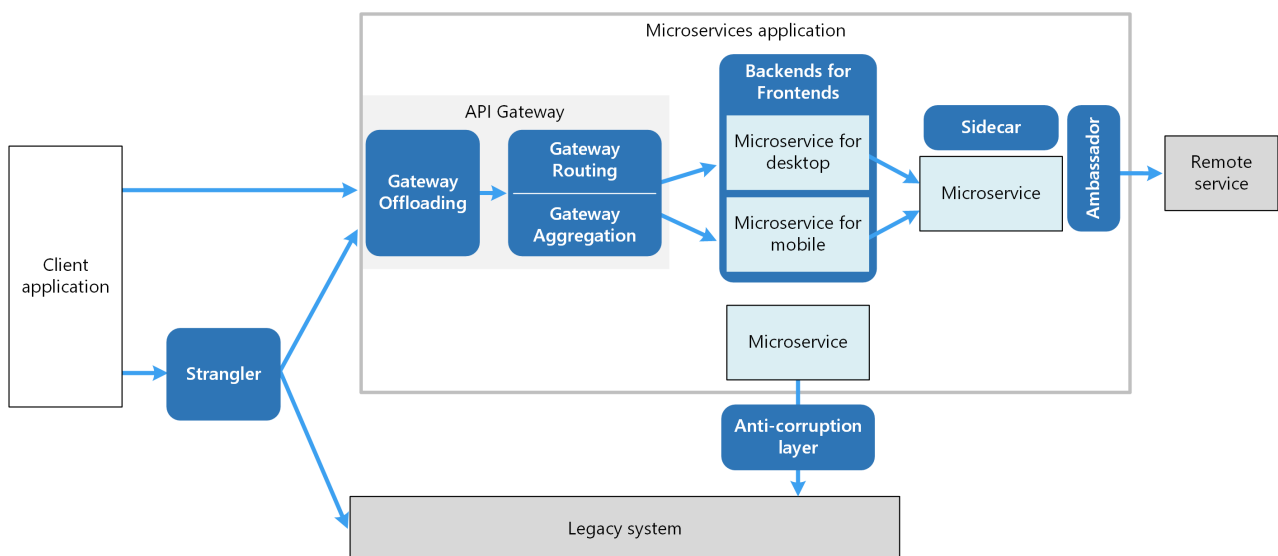 Microservices application
API Gateway
Client
application
Strangler
Gateway
Offloading
Gateway
Routing
Gateway
Aggregation
Backends for
Frontends
Microservice for
desktop
Microservice for
mobile
Sidecar
Microservice
Ambassador
Remote
service
Microservice
Anti-corruption
layer
Legacy system